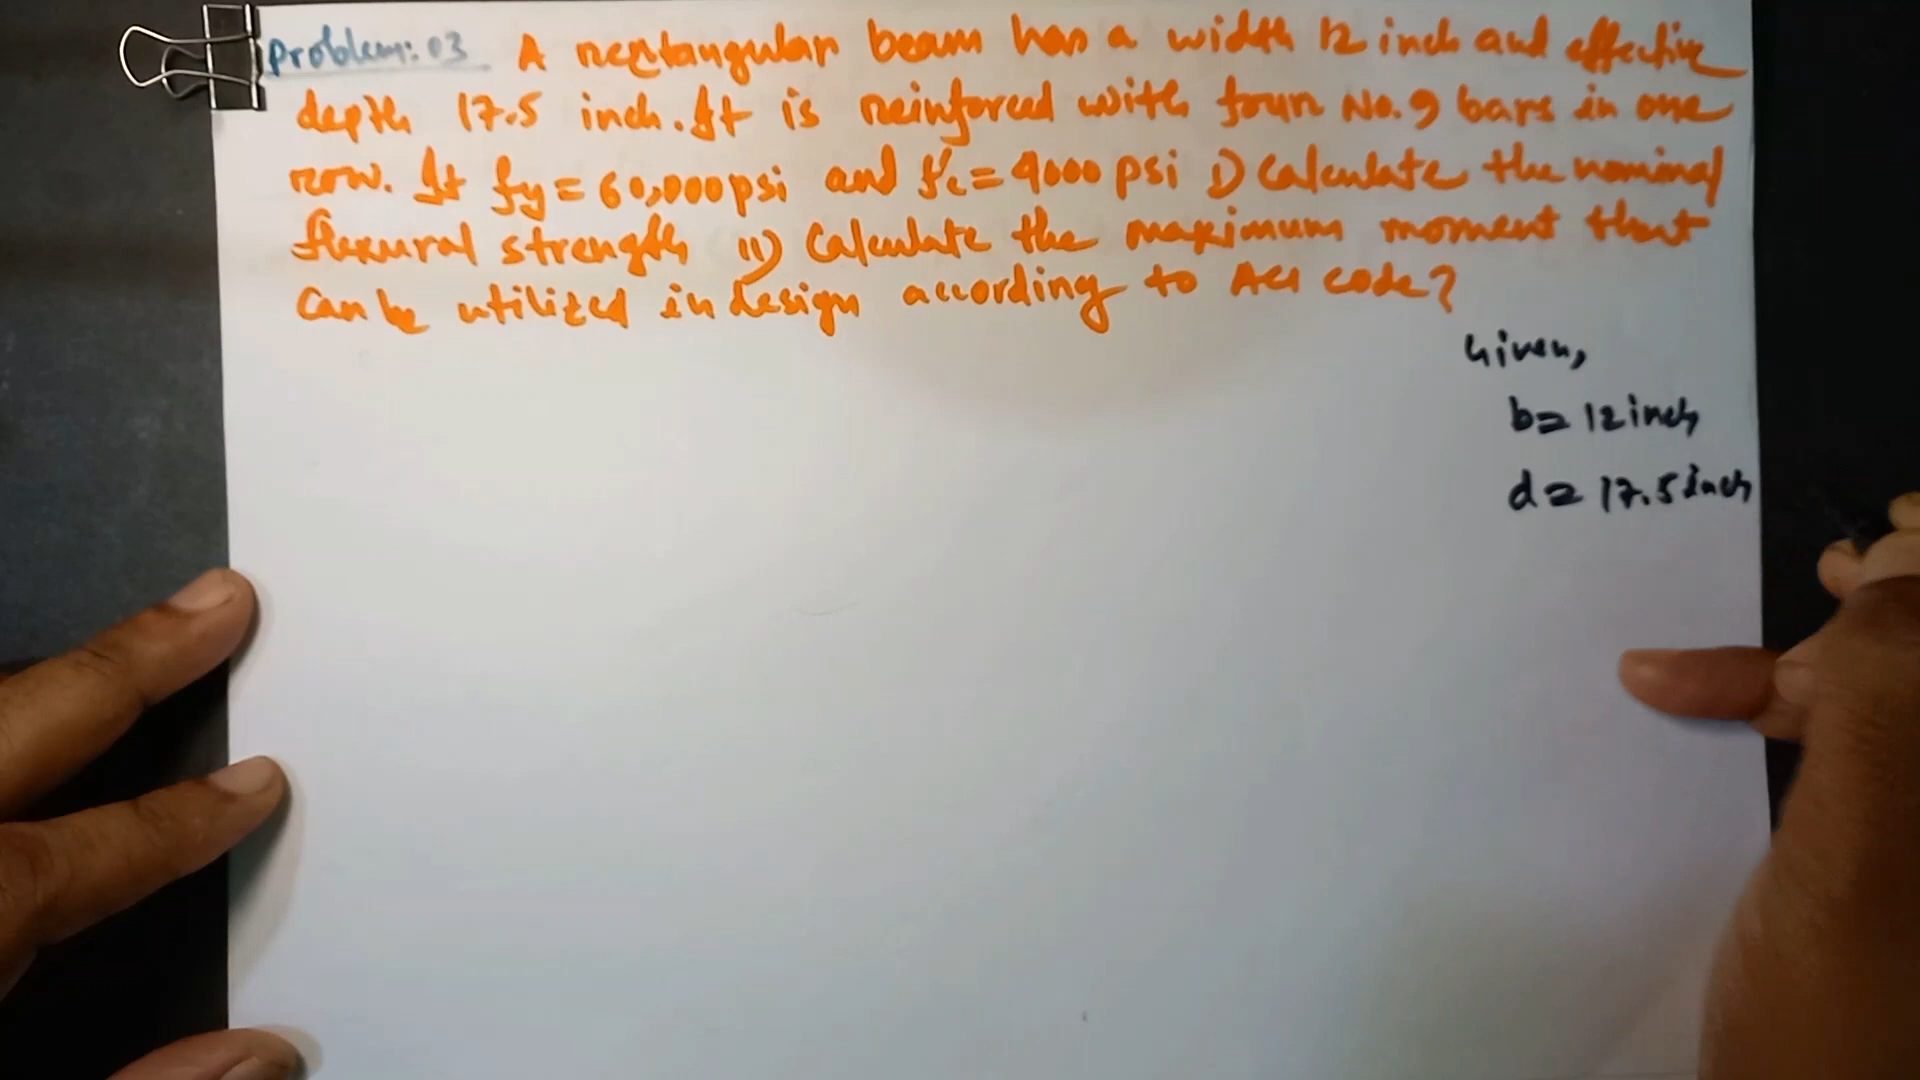 Problem: 03 A rectangular beam has a width 12 inch and effective
depth 17.5 inch. It is reinforced with four No. 9 bars in one
row. If fy = 60,000 psi and f'c = 4000 psi i) Calculate the nominal
flexural strength ii) Calculate the maximum moment that
can be utilized in design according to ACI code?
Given,
b = 12 inch
d = 17.5 inch